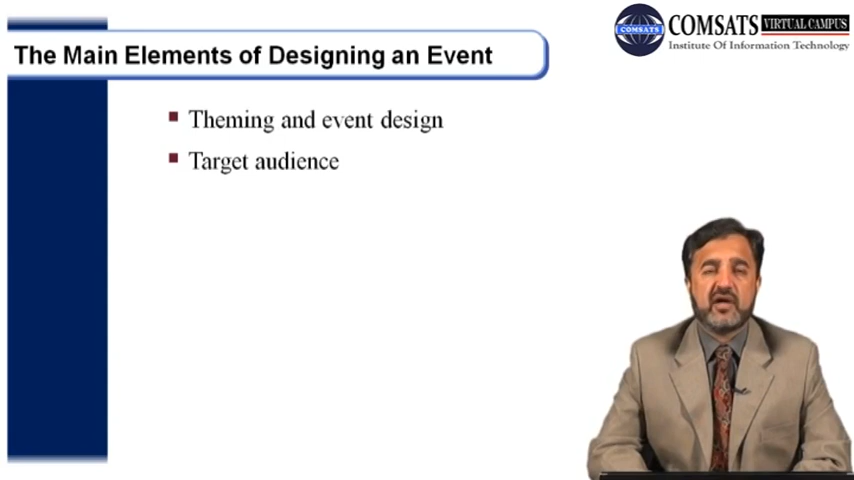 The Main Elements of Designing an Event
COMSATS
COMSATS VIRTUAL CAMPUS
Institute Of Information Technology
Theming and event design
Target audience